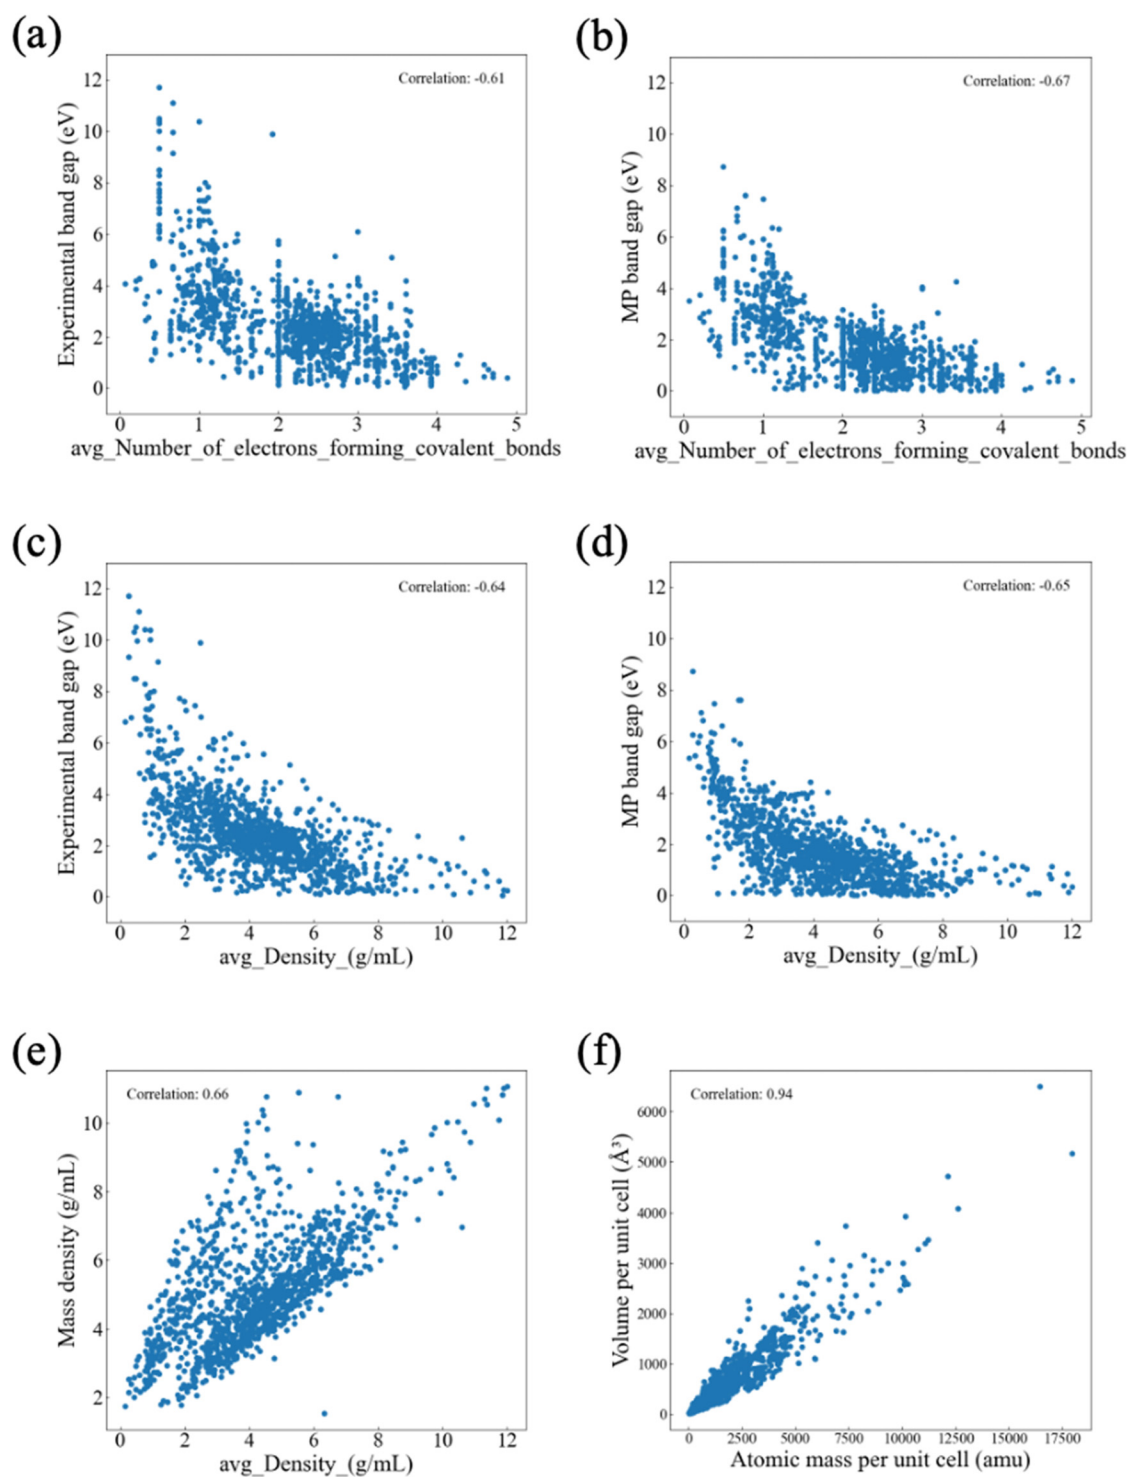 (a)
(b)
Correlation: -0.61
Correlation: -0.67
Experimental band gap (eV)
12
10
8
6
4
2
0
0 1 2 3 4 5
avg_Number_of_electrons_forming_covalent_bonds
MP band gap (eV)
12
10
8
6
4
2
0
0 1 2 3 4 5
avg_Number_of_electrons_forming_covalent_bonds
(c)
(d)
Correlation: -0.64
Correlation: -0.65
Experimental band gap (eV)
12
10
8
6
4
2
0
0 2 4 6 8 10 12
avg_Density_(g/mL)
MP band gap (eV)
12
10
8
6
4
2
0
0 2 4 6 8 10 12
avg_Density_(g/mL)
(e)
(f)
Correlation: 0.66
Correlation: 0.94
Mass density (g/mL)
10
8
6
4
2
0 2 4 6 8 10 12
avg_Density_(g/mL)
Volume per unit cell (Å³)
6000
5000
4000
3000
2000
1000
0
0 2500 5000 7500 10000 12500 15000 17500
Atomic mass per unit cell (amu)